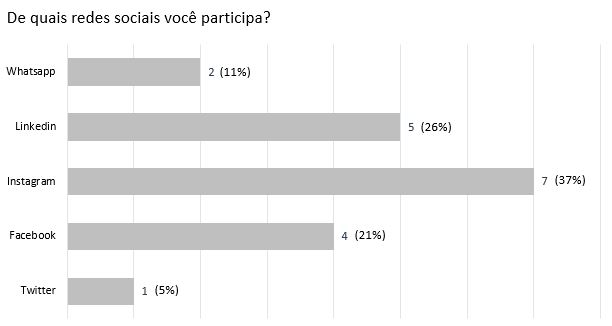 De quais redes sociais você participa?
Whatsapp 2 (11%)
Linkedin 5 (26%)
Instagram 7 (37%)
Facebook 4 (21%)
Twitter 1 (5%)